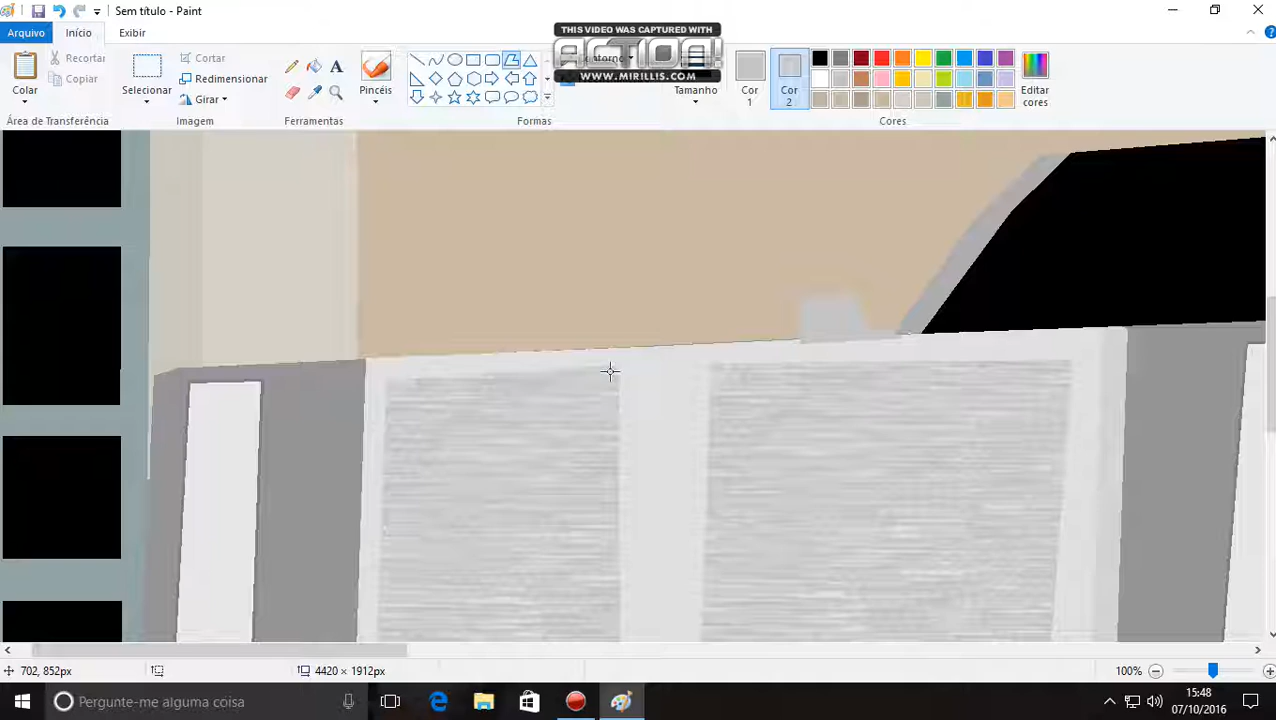 Sem título - Paint
THIS VIDEO WAS CAPTURED WITH
ACTION!
WWW.MIRILLIS.COM
Arquivo Início Exibir
Colar
Recortar
Copiar
Área de Transferência
Selecionar
Cortar
Redimensionar
Girar
Imagem
A
Ferramentas
Pincéis
Contorno
Formas
Tamanho
Cor 1
Cor 2
Cores
Editar cores
702, 852px
4420 × 1912px
100%
Pergunte-me alguma coisa
15:48
07/10/2016